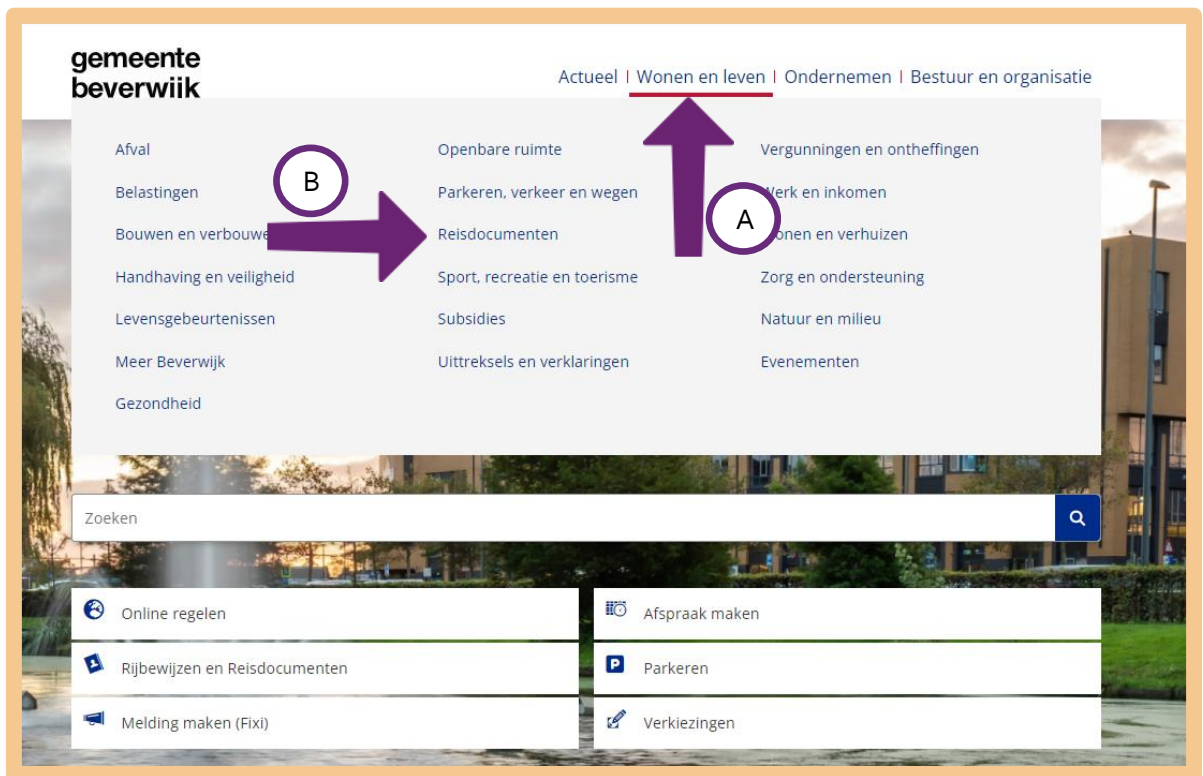 gemeente
beverwijk
Actueel | Wonen en leven | Ondernemen | Bestuur en organisatie
Afval
Belastingen
Bouwen en verbouwe
Handhaving en veiligheid
Levensgebeurtenissen
Meer Beverwijk
Gezondheid
Openbare ruimte
Parkeren, verkeer en wegen
Reisdocumenten
Sport, recreatie en toerisme
Subsidies
Uittreksels en verklaringen
Vergunningen en ontheffingen
Werk en inkomen
onen en verhuizen
Zorg en ondersteuning
Natuur en milieu
Evenementen
B
A
Zoeken
Online regelen
Afspraak maken
Rijbewijzen en Reisdocumenten
Parkeren
Melding maken (Fixi)
Verkiezingen